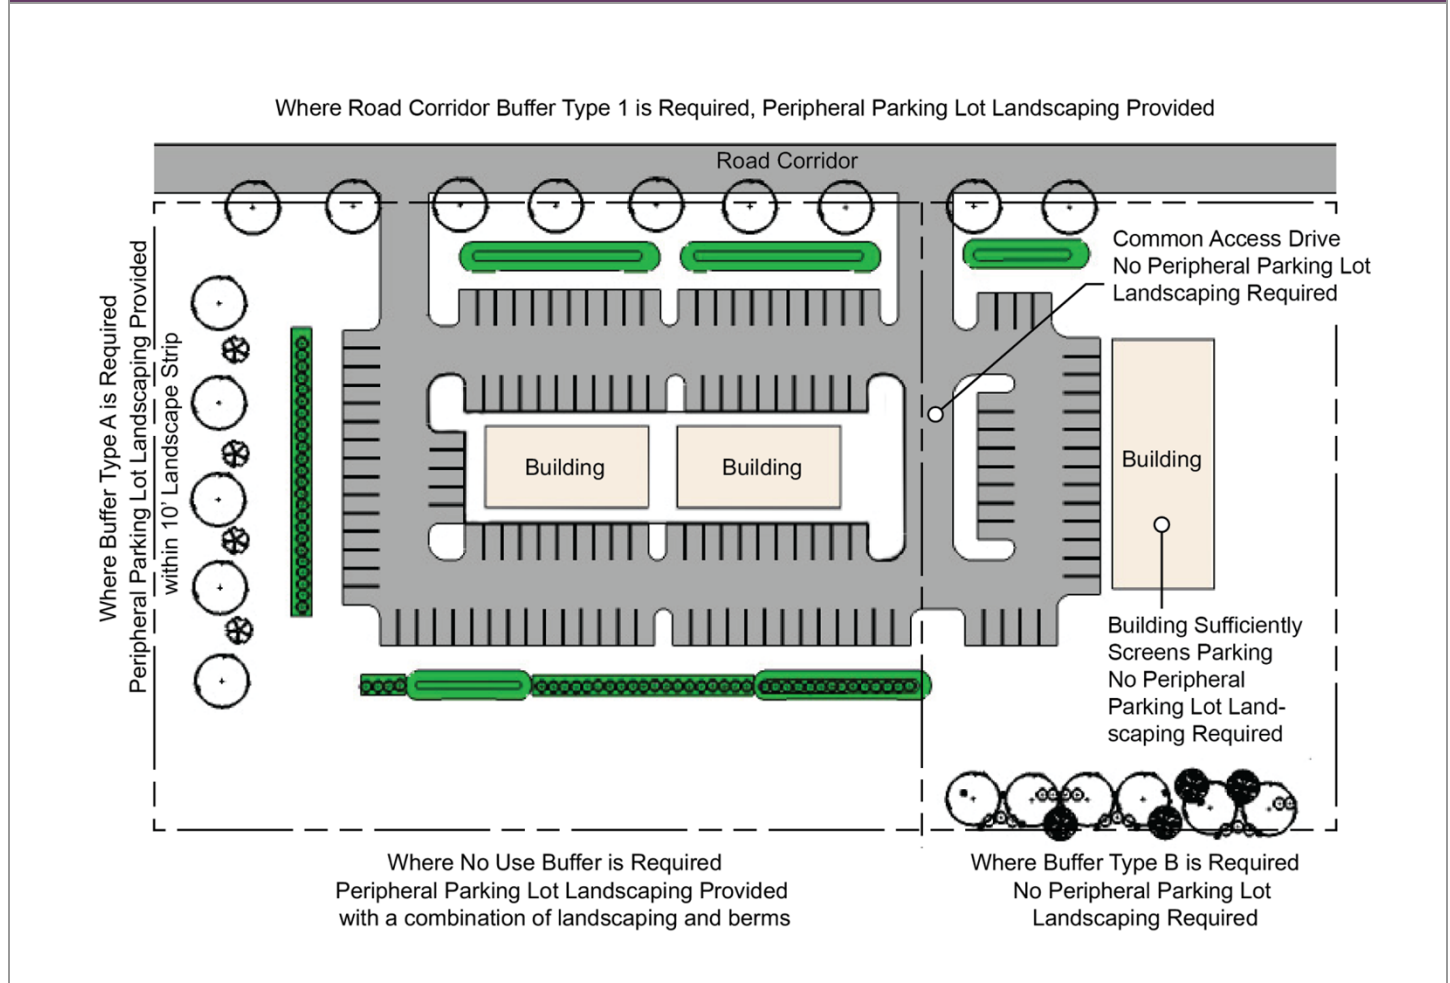 Where Road Corridor Buffer Type 1 is Required, Peripheral Parking Lot Landscaping Provided
Road Corridor
Common Access Drive
No Peripheral Parking Lot
Landscaping Required
Where Buffer Type A is Required
Peripheral Parking Lot Landscaping Provided
within 10' Landscape Strip
Building
Building
Building
Building Sufficiently
Screens Parking
No Peripheral
Parking Lot Land-
scaping Required
Where No Use Buffer is Required
Peripheral Parking Lot Landscaping Provided
with a combination of landscaping and berms
Where Buffer Type B is Required
No Peripheral Parking Lot
Landscaping Required